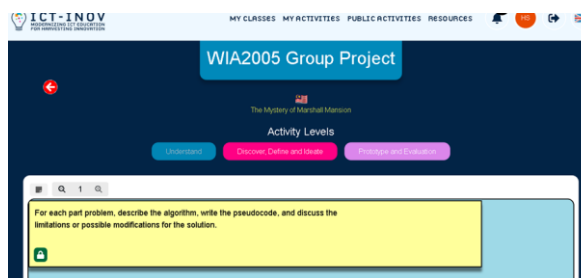 ICT-INOV
MODERNIZING ICT EDUCATION
FOR HARVESTING INNOVATION
MY CLASSES MY ACTIVITIES PUBLIC ACTIVITIES RESOURCES
HS
WIA2005 Group Project
The Mystery of Marshall Mansion
Activity Levels
Understand
Discover, Define and Ideate
Prototype and Evaluation
1
For each part problem, describe the algorithm, write the pseudocode, and discuss the
limitations or possible modifications for the solution.